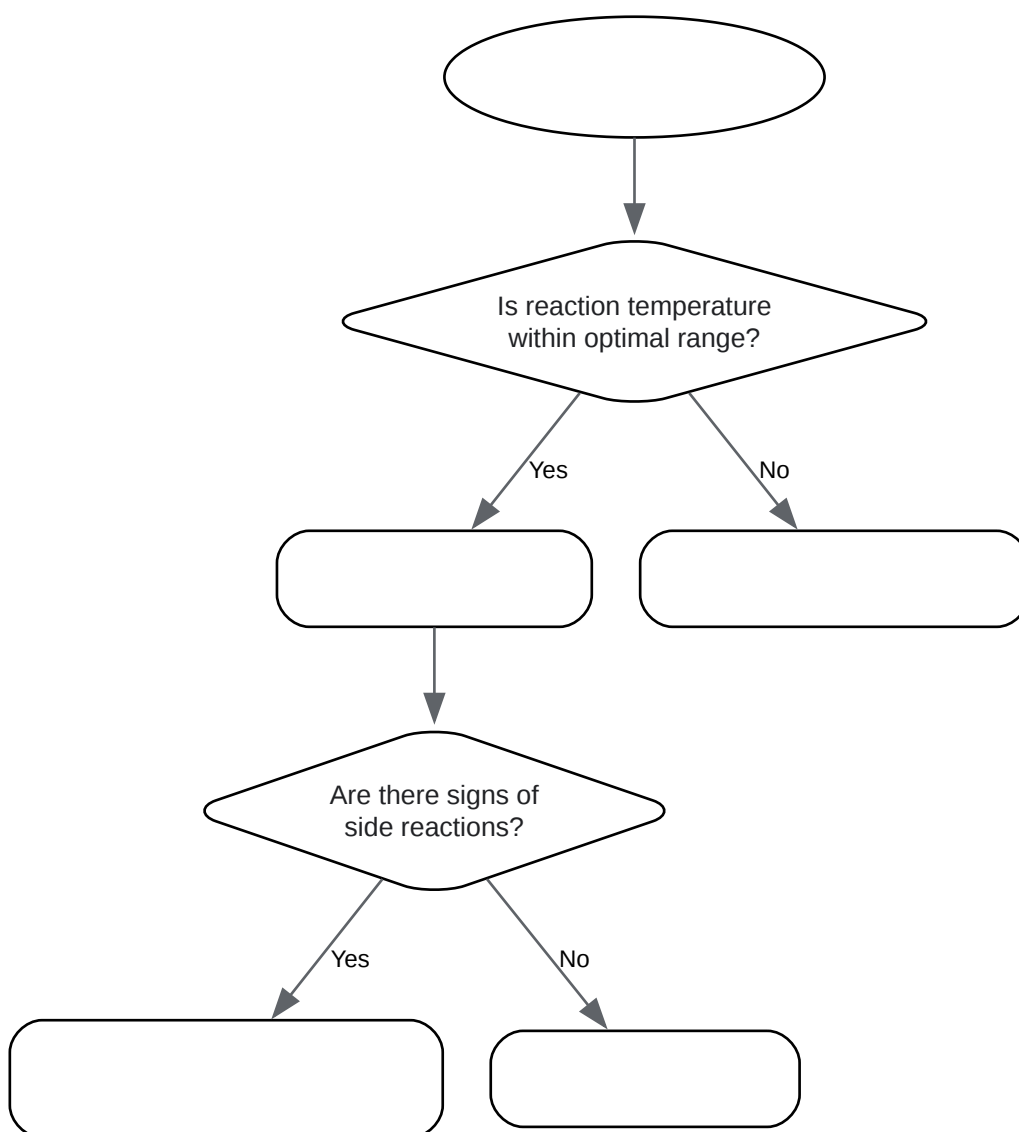 Is reaction temperature
within optimal range?
Yes
No
Are there signs of
side reactions?
Yes
No